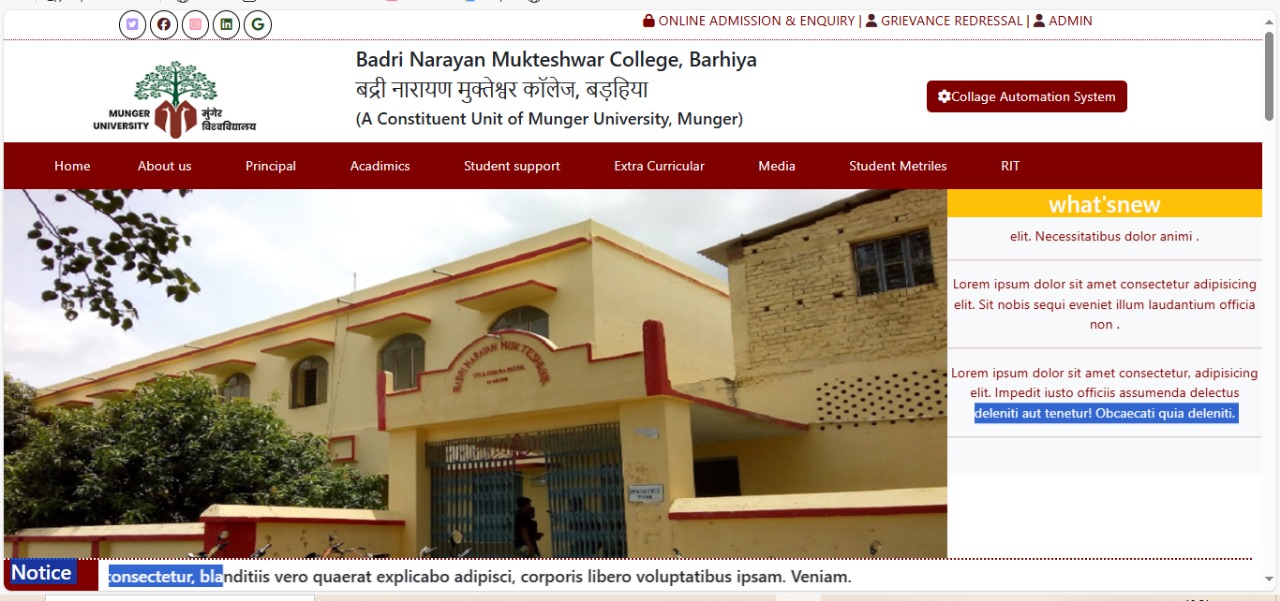 ONLINE ADMISSION & ENQUIRY | GRIEVANCE REDRESSAL | ADMIN
MUNGER UNIVERSITY
मुंगेर विश्वविद्यालय
Badri Narayan Mukteshwar College, Barhiya
बद्री नारायण मुक्तेश्वर कॉलेज, बड़हिया
(A Constituent Unit of Munger University, Munger)
Collage Automation System
Home About us Principal Acadimics Student support Extra Curricular Media Student Metriles RIT
what'snew
elit. Necessitatibus dolor animi .
Lorem ipsum dolor sit amet consectetur adipisicing
elit. Sit nobis sequi eveniet illum laudantium officia
non .
Lorem ipsum dolor sit amet consectetur, adipisicing
elit. Impedit iusto officiis assumenda delectus
deleniti aut tenetur! Obcaecati quia deleniti.
BADRI NARAYAN MUKTESHWAR
Notice consectetur, blanditiis vero quaerat explicabo adipisci, corporis libero voluptatibus ipsam. Veniam.